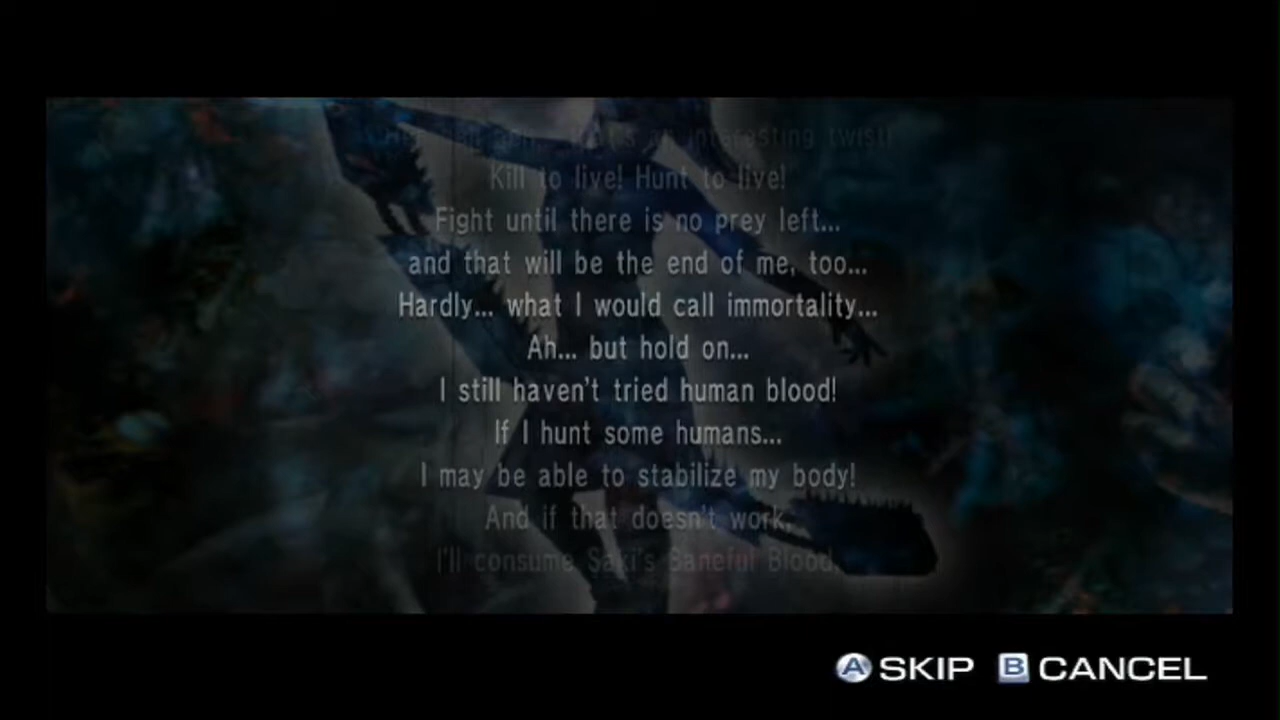 interesting twist!
Kill to live! Hunt to live!
Fight until there is no prey left...
and that will be the end of me, too...
Hardly... what I would call immortality...
Ah... but hold on...
I still haven't tried human blood!
If I hunt some humans...
I may be able to stabilize my body!
And if that doesn't work,
I'll consume Saki's Baneful Blood.
A SKIP B CANCEL